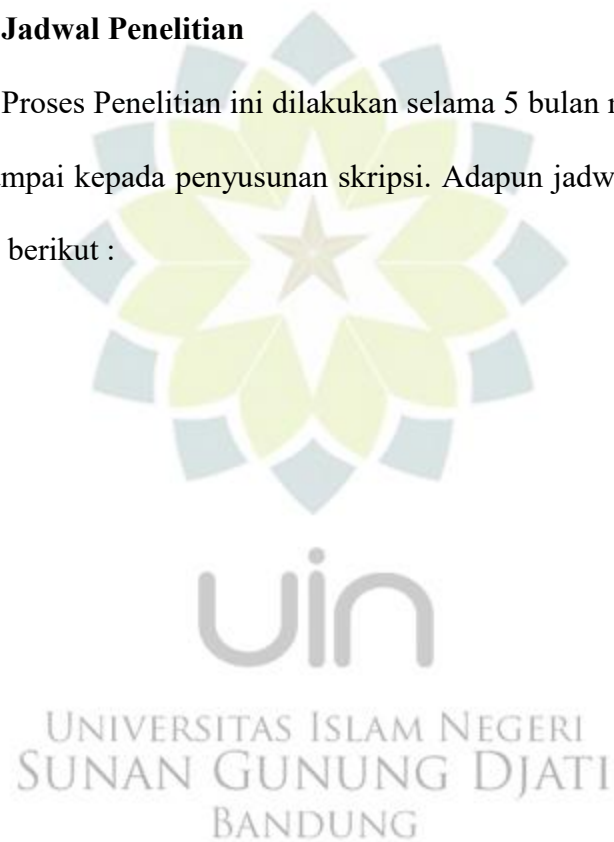 Jadwal Penelitian
Proses Penelitian ini dilakukan selama 5 bulan
mpai kepada penyusunan skripsi. Adapun jadw
berikut :
uin
UNIVERSITAS ISLAM NEGERI
SUNAN GUNUNG DJATI
BANDUNG